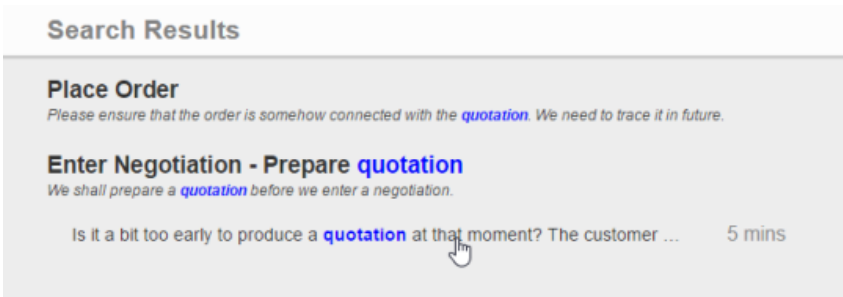 Search Results
Place Order
Please ensure that the order is somehow connected with the quotation. We need to trace it in future.
Enter Negotiation - Prepare quotation
We shall prepare a quotation before we enter a negotiation.
Is it a bit too early to produce a quotation at that moment? The customer ... 5 mins